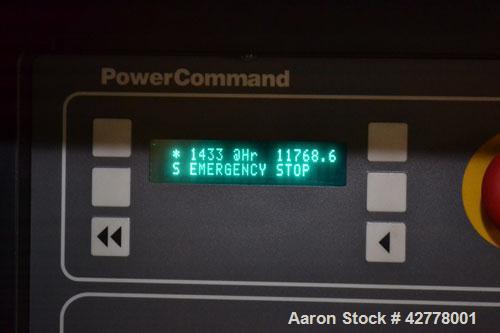 PowerCommand
* 1433 @Hr 11768.6
S EMERGENCY STOP
Aaron Stock # 42778001